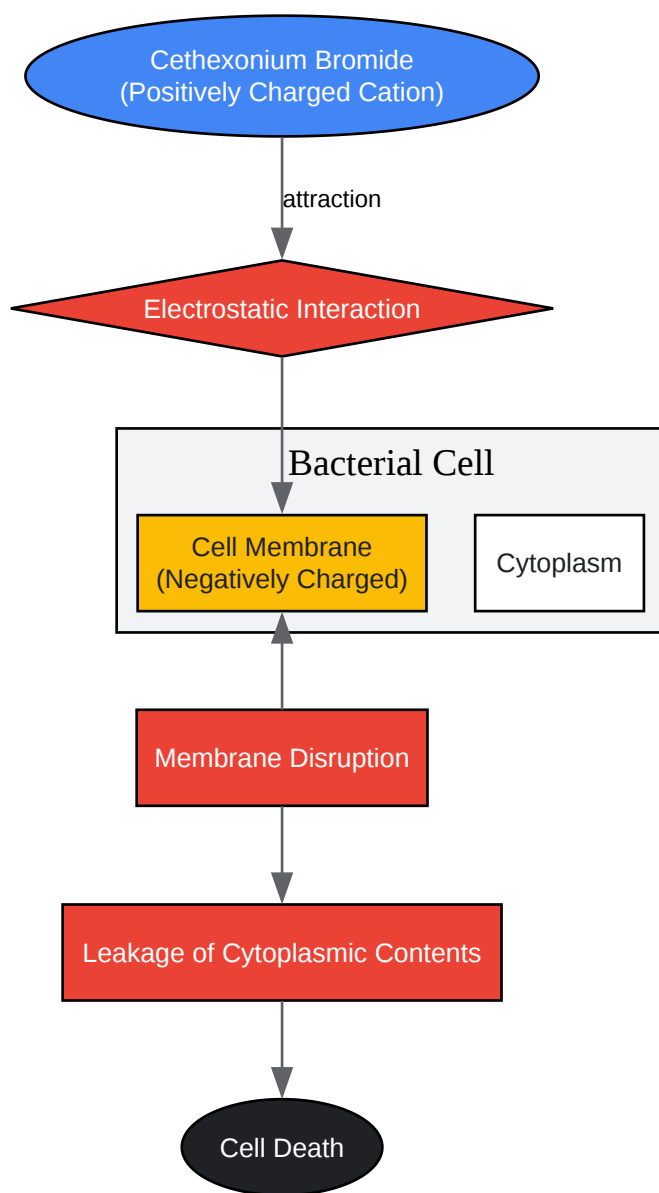 Cethexonium Bromide
(Positively Charged Cation)
attraction
Electrostatic Interaction
Bacterial Cell
Cell Membrane
(Negatively Charged)
Cytoplasm
Membrane Disruption
Leakage of Cytoplasmic Contents
Cell Death